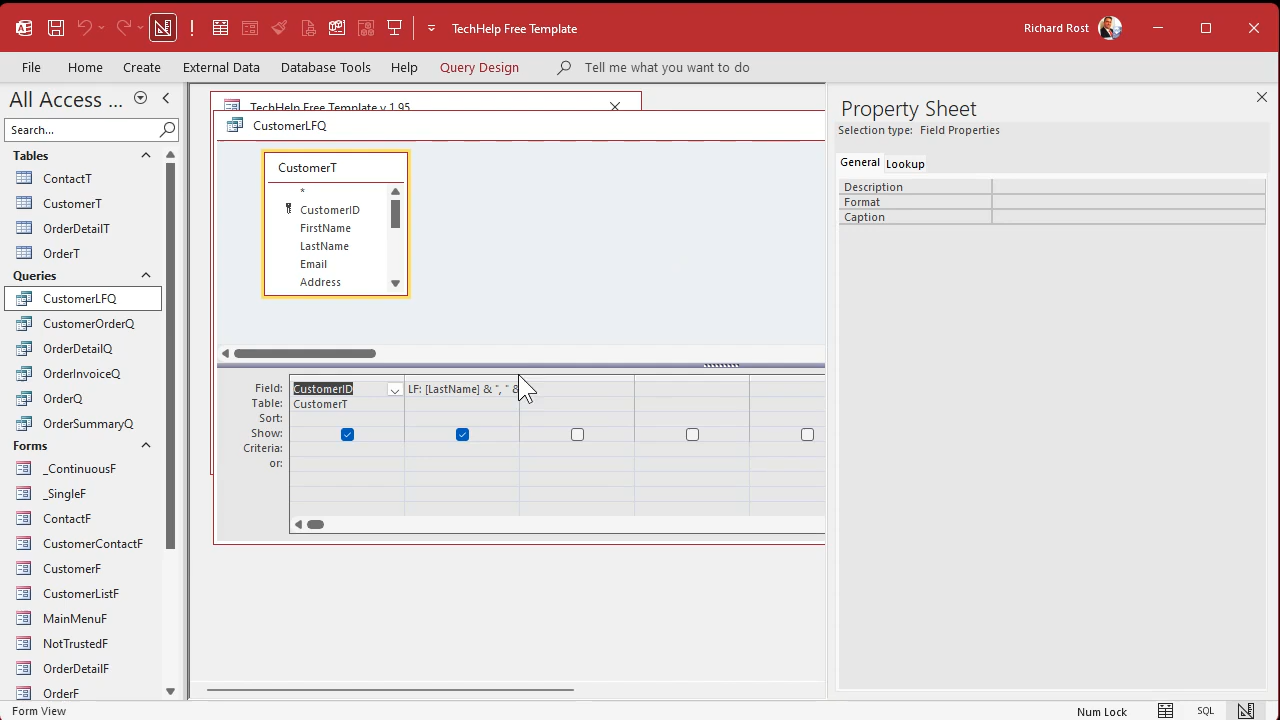 TechHelp Free Template
Richard Rost
File Home Create External Data Database Tools Help Query Design Tell me what you want to do
All Access ...
Search...
Tables
ContactT
CustomerT
OrderDetailT
OrderT
Queries
CustomerLFQ
CustomerOrderQ
OrderDetailQ
OrderInvoiceQ
OrderQ
OrderSummaryQ
Forms
_ContinuousF
_SingleF
ContactF
CustomerContactF
CustomerF
CustomerListF
MainMenuF
NotTrustedF
OrderDetailF
OrderF
TechHelp Free Template v 1.95
CustomerLFQ
CustomerT
*
CustomerID
FirstName
LastName
Email
Address
Field: CustomerID LF: [LastName] & ", " &
Table: CustomerT
Sort:
Show:
Criteria:
or:
Property Sheet
Selection type: Field Properties
General Lookup
Description
Format
Caption
Form View
Num Lock SQL